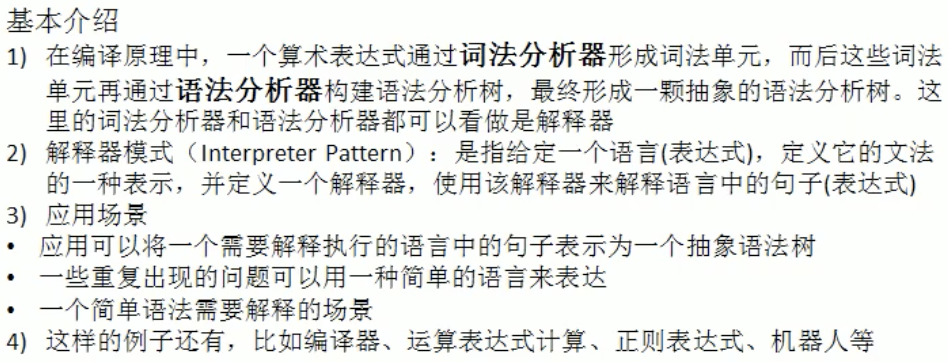 基本介绍
1) 在编译原理中，一个算术表达式通过词法分析器形成词法单元，而后这些词法
单元再通过语法分析器构建语法分析树，最终形成一颗抽象的语法分析树。这
里的词法分析器和语法分析器都可以看做是解释器
2) 解释器模式（Interpreter Pattern）：是指给定一个语言(表达式)，定义它的文法
的一种表示，并定义一个解释器，使用该解释器来解释语言中的句子(表达式)
3) 应用场景
• 应用可以将一个需要解释执行的语言中的句子表示为一个抽象语法树
• 一些重复出现的问题可以用一种简单的语言来表达
• 一个简单语法需要解释的场景
4) 这样的例子还有，比如编译器、运算表达式计算、正则表达式、机器人等